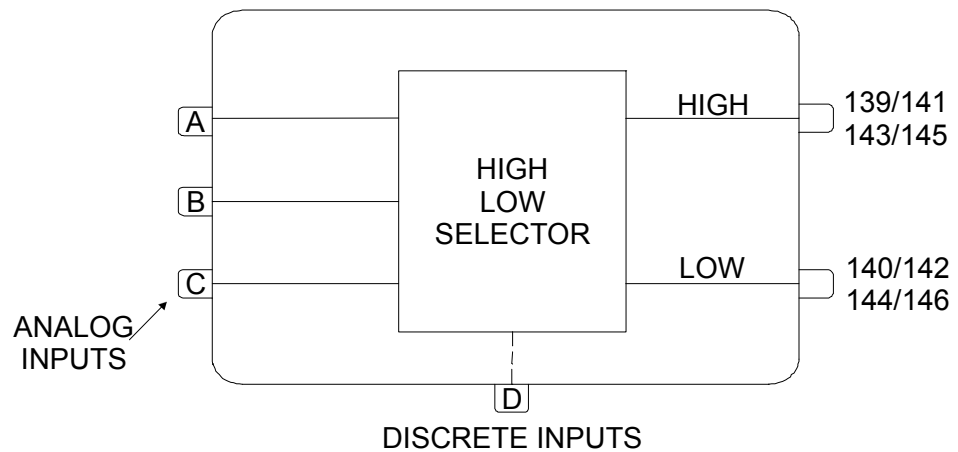 A
B
C
ANALOG
INPUTS
HIGH
LOW
SELECTOR
HIGH
139/141
143/145
LOW
140/142
144/146
D
DISCRETE INPUTS